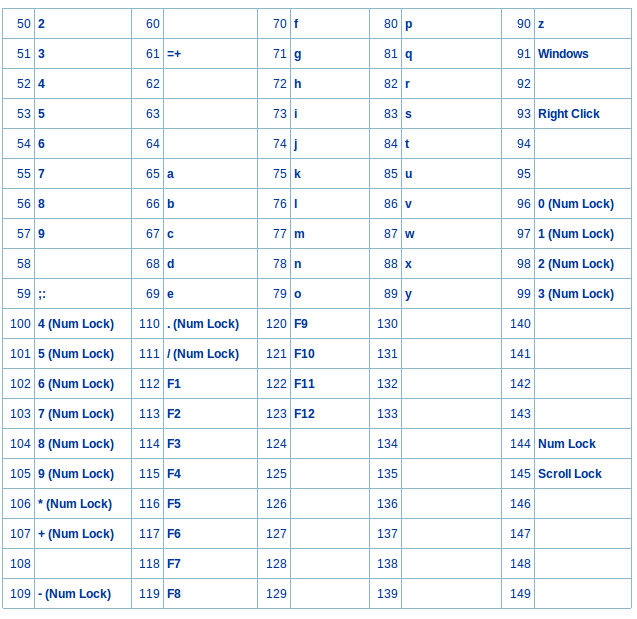 50 2 60 70 f 80 p 90 z
51 3 61 =+ 71 g 81 q 91 Windows
52 4 62 72 h 82 r 92
53 5 63 73 i 83 s 93 Right Click
54 6 64 74 j 84 t 94
55 7 65 a 75 k 85 u 95
56 8 66 b 76 l 86 v 96 0 (Num Lock)
57 9 67 c 77 m 87 w 97 1 (Num Lock)
58 68 d 78 n 88 x 98 2 (Num Lock)
59 ;: 69 e 79 o 89 y 99 3 (Num Lock)
100 4 (Num Lock) 110 . (Num Lock) 120 F9 130 140
101 5 (Num Lock) 111 / (Num Lock) 121 F10 131 141
102 6 (Num Lock) 112 F1 122 F11 132 142
103 7 (Num Lock) 113 F2 123 F12 133 143
104 8 (Num Lock) 114 F3 124 134 144 Num Lock
105 9 (Num Lock) 115 F4 125 135 145 Scroll Lock
106 * (Num Lock) 116 F5 126 136 146
107 + (Num Lock) 117 F6 127 137 147
108 118 F7 128 138 148
109 - (Num Lock) 119 F8 129 139 149